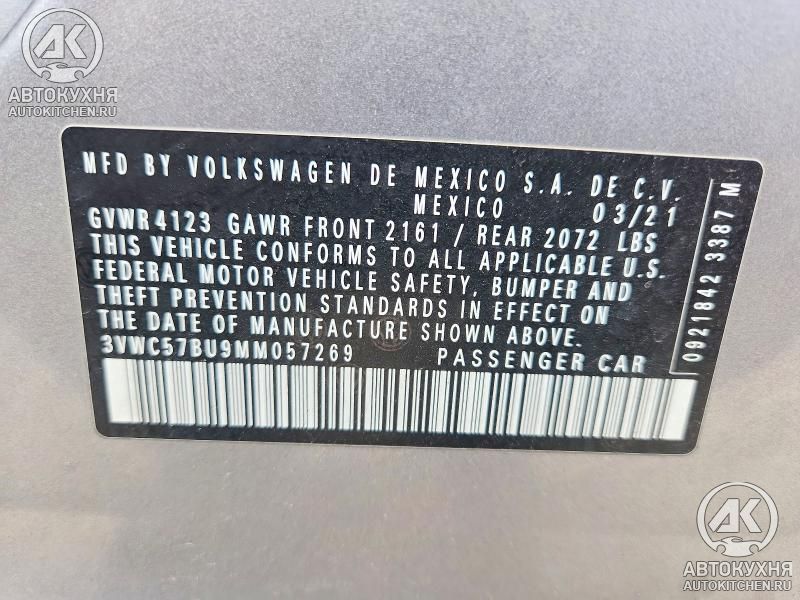 AK
АВТОКУХНЯ
AUTOKITCHEN.RU
MFD BY VOLKSWAGEN DE MEXICO S.A. DE C.V.
MEXICO 03/21
GVWR 4123 GAWR FRONT 2161 / REAR 2072 LBS
THIS VEHICLE CONFORMS TO ALL APPLICABLE U.S.
FEDERAL MOTOR VEHICLE SAFETY, BUMPER AND
THEFT PREVENTION STANDARDS IN EFFECT ON
THE DATE OF MANUFACTURE SHOWN ABOVE.
3VWC57BU9MM057269 PASSENGER CAR
0921842 3387 M
AK
АВТОКУХНЯ
AUTOKITCHEN.RU